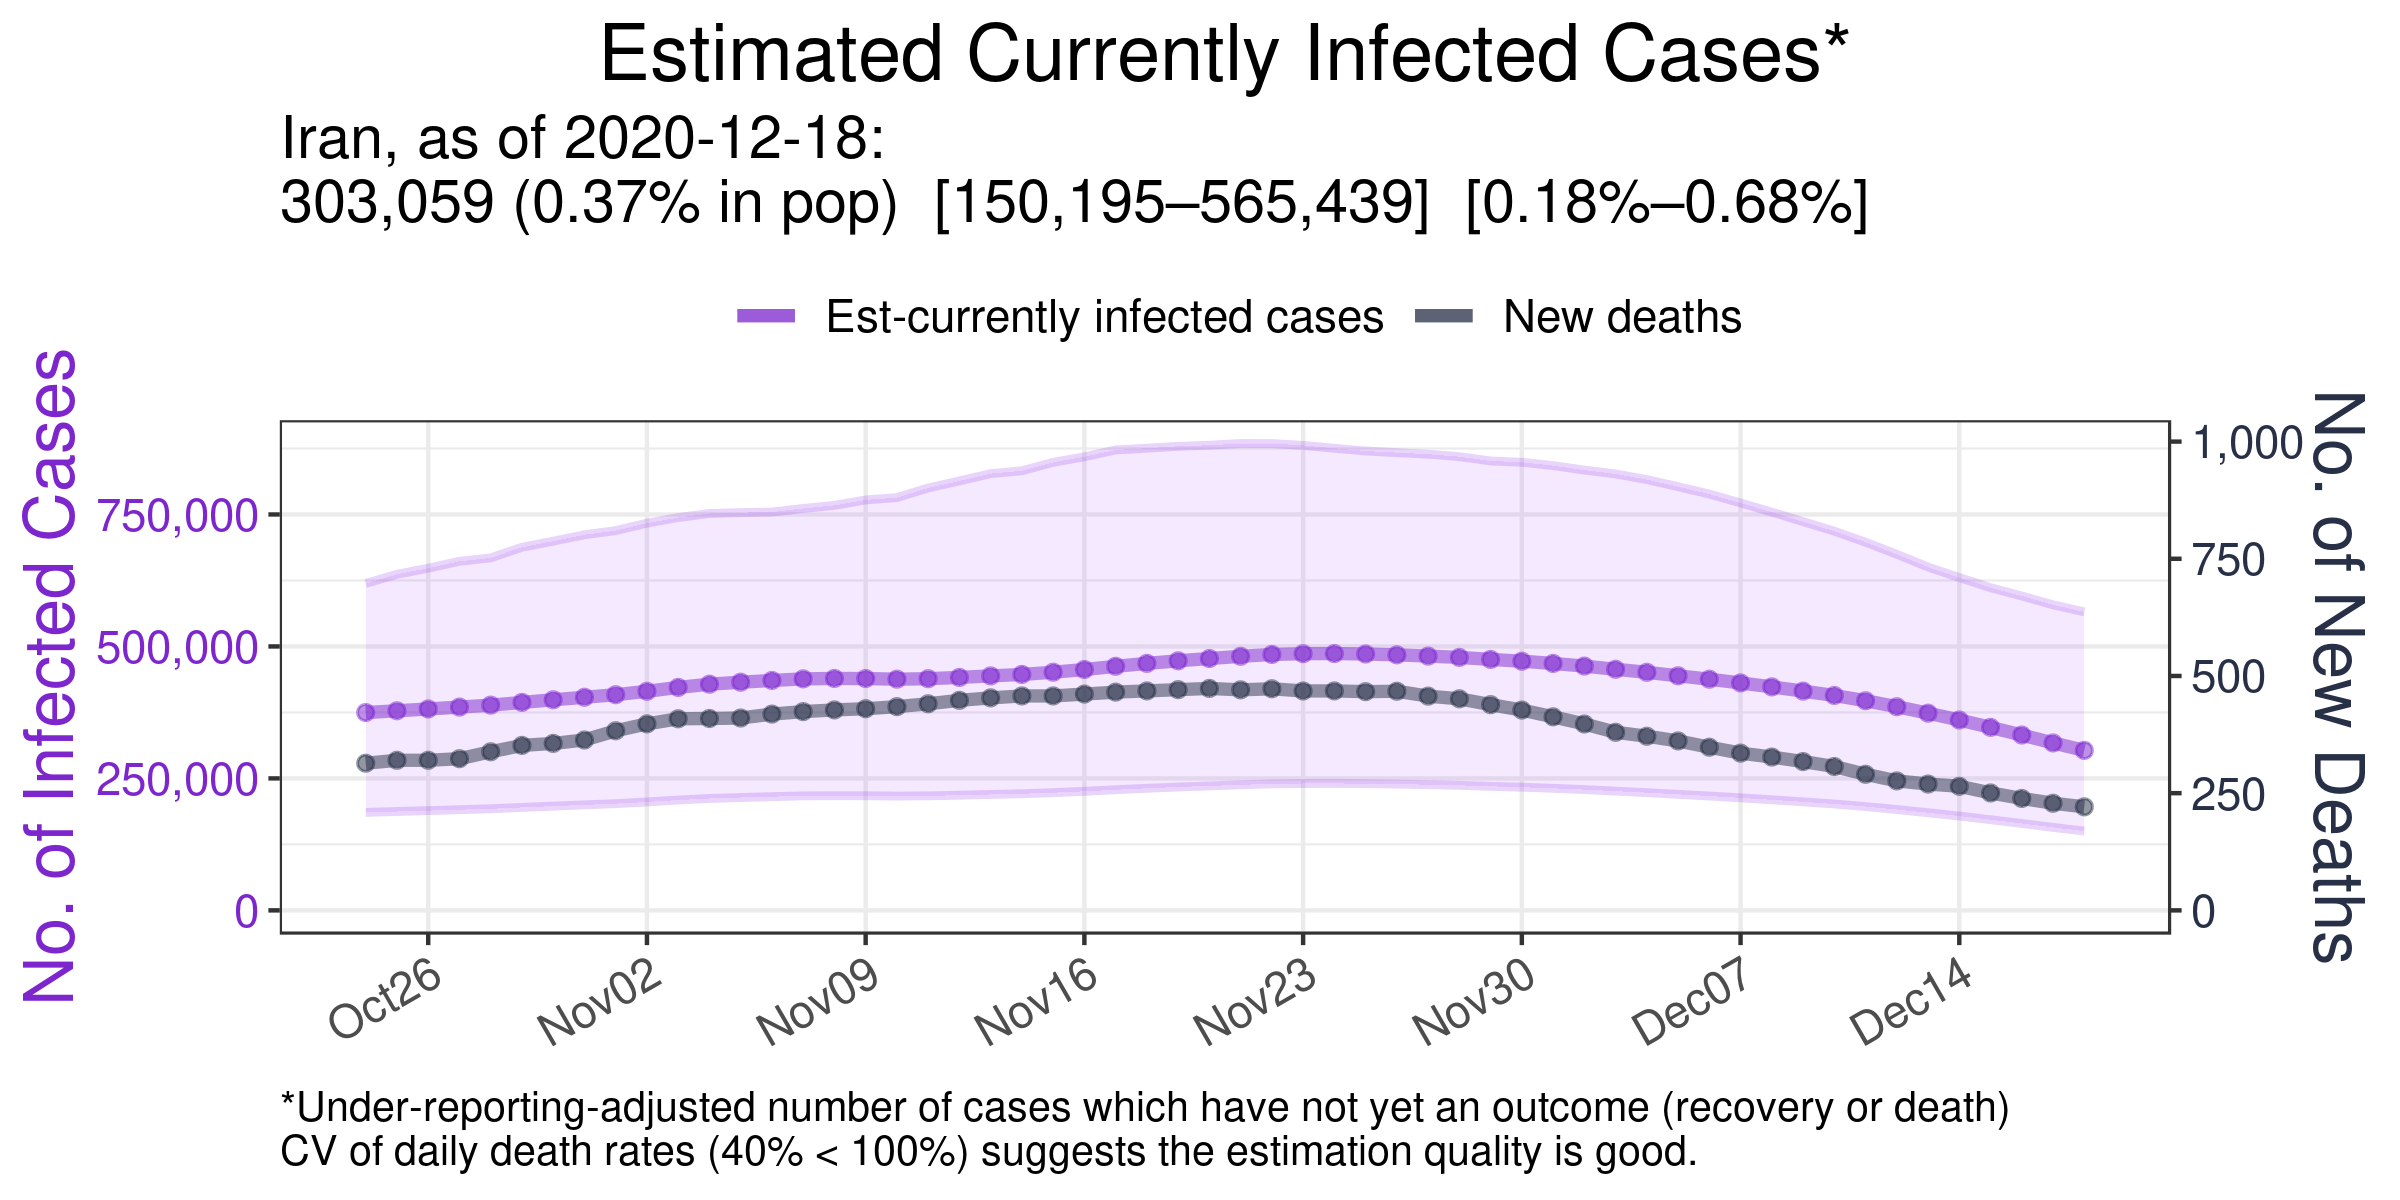 Estimated Currently Infected Cases*
Iran, as of 2020-12-18:
303,059 (0.37% in pop)  [150,195–565,439]  [0.18%–0.68%]
Est-currently infected cases
New deaths
No. of Infected Cases
750,000
500,000
250,000
0
1,000
750
500
250
0
No. of New Deaths
Oct26
Nov02
Nov09
Nov16
Nov23
Nov30
Dec07
Dec14
*Under-reporting-adjusted number of cases which have not yet an outcome (recovery or death)
CV of daily death rates (40% < 100%) suggests the estimation quality is good.